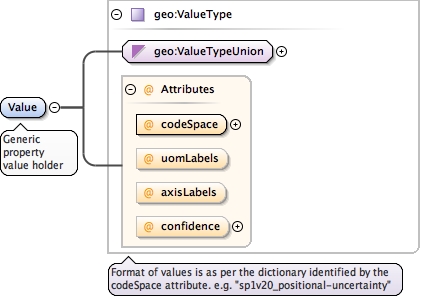 geo:ValueType
geo:ValueTypeUnion
@ Attributes
Value
Generic
property
value holder
@ codeSpace
@ uomLabels
@ axisLabels
@ confidence
Format of values is as per the dictionary identified by the
codeSpace attribute. e.g. "sp1v20_positional-uncertainty"